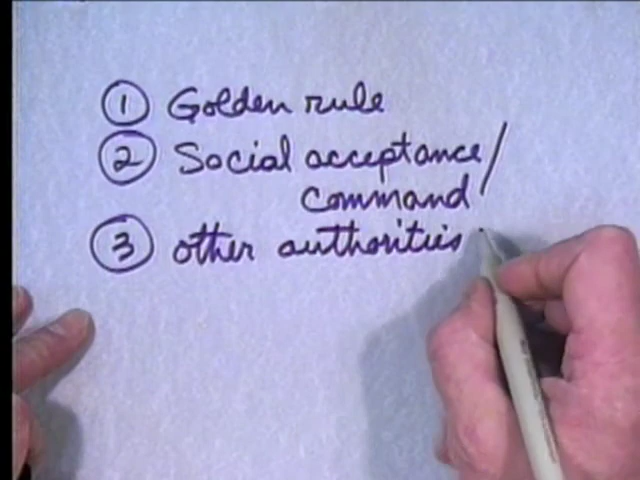 ① Golden rule
② Social acceptance/
command
③ other authorities